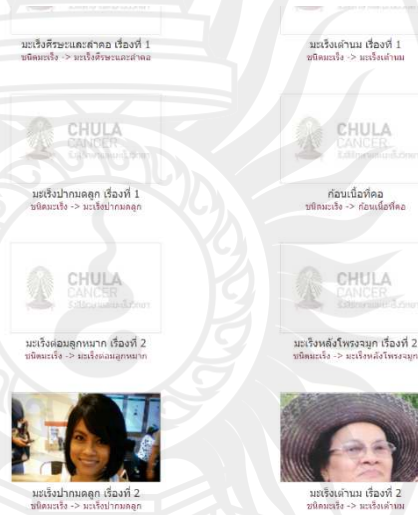 มะเร็งศีรษะและลำคอ เรื่องที่ 1
ชนิดมะเร็ง -> มะเร็งศีรษะและลำคอ
มะเร็งเต้านม เรื่องที่ 1
ชนิดมะเร็ง -> มะเร็งเต้านม
CHULA
CANCER
CHULA
CANCER
มะเร็งปากมดลูก เรื่องที่ 1
ชนิดมะเร็ง -> มะเร็งปากมดลูก
ก้อนเนื้อที่คอ
ชนิดมะเร็ง -> ก้อนเนื้อที่คอ
CHULA
CANCER
CHULA
CANCER
มะเร็งต่อมลูกหมาก เรื่องที่ 2
ชนิดมะเร็ง -> มะเร็งต่อมลูกหมาก
มะเร็งหลังโพรงจมูก เรื่องที่ 2
ชนิดมะเร็ง -> มะเร็งหลังโพรงจมูก
มะเร็งปากมดลูก เรื่องที่ 2
ชนิดมะเร็ง -> มะเร็งปากมดลูก
มะเร็งเต้านม เรื่องที่ 2
ชนิดมะเร็ง -> มะเร็งเต้านม